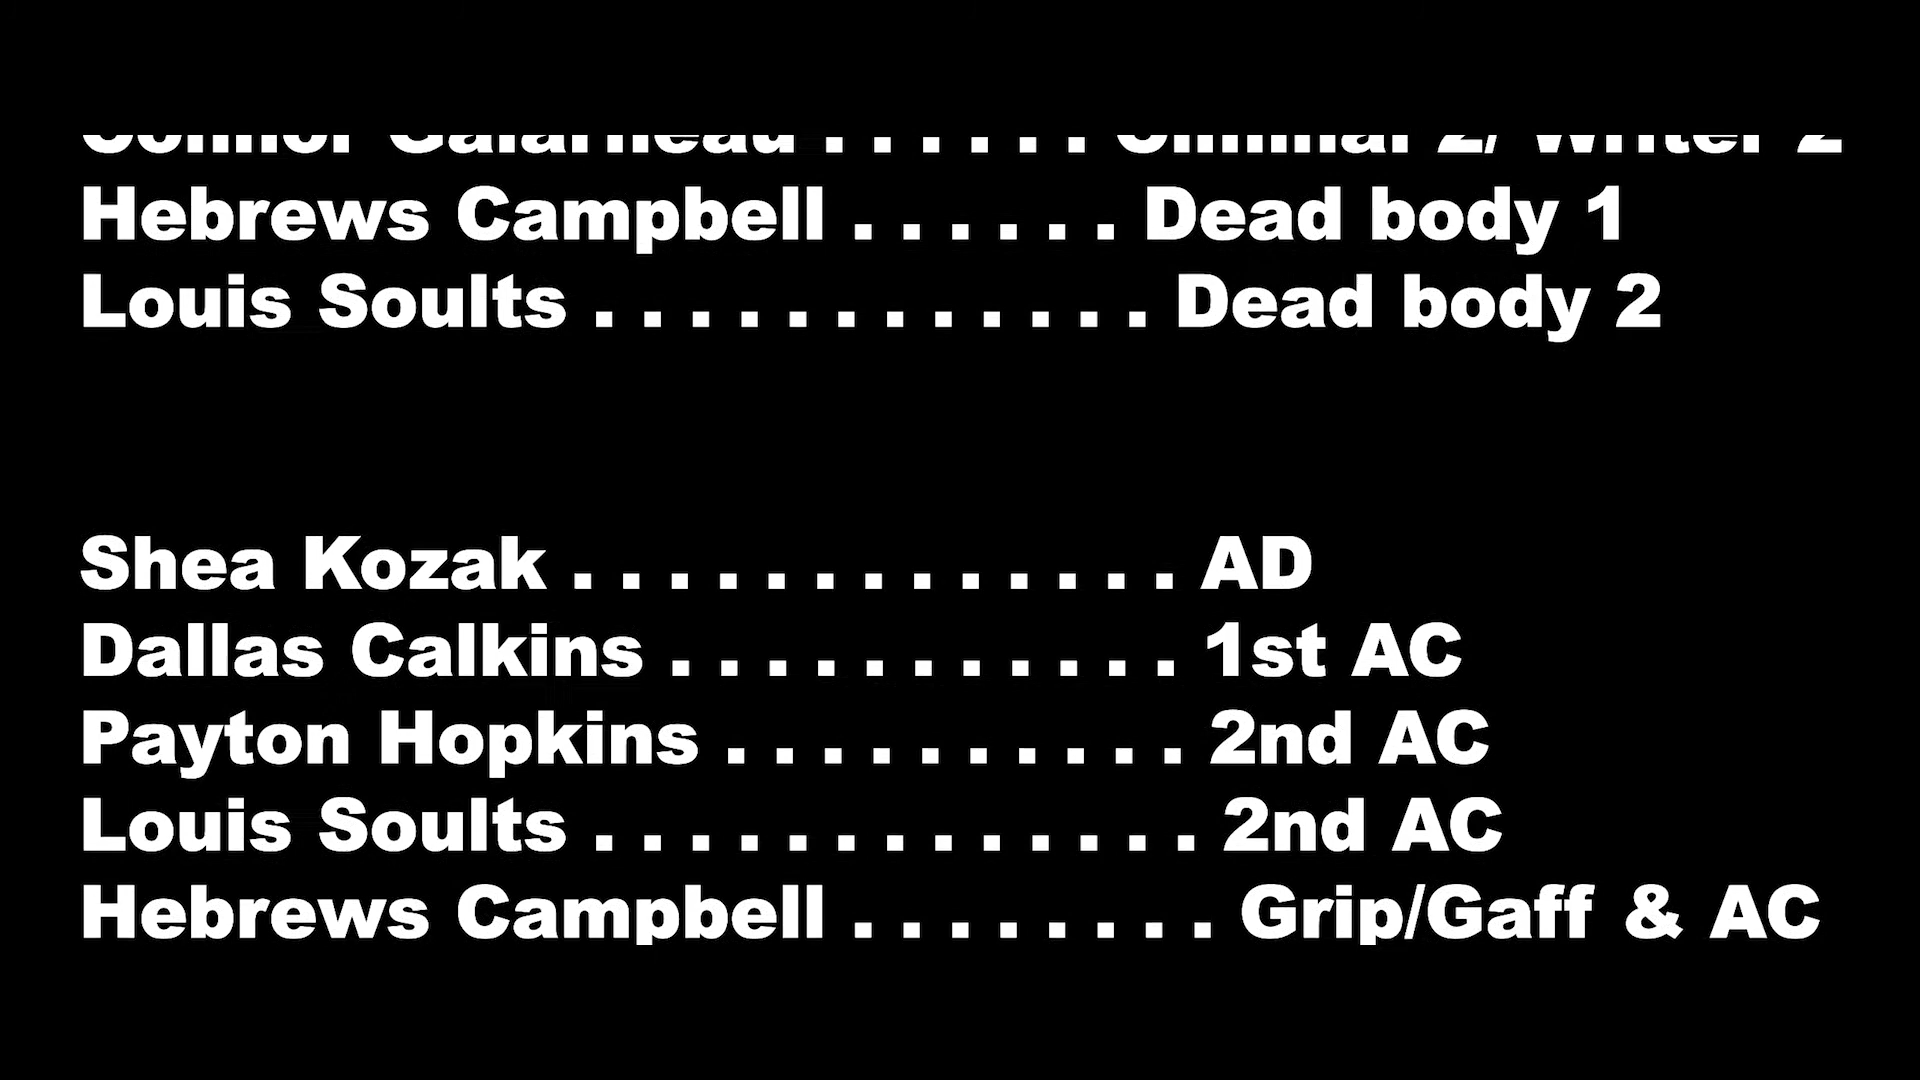 Hebrews Campbell . . . . . . Dead body 1
Louis Soults . . . . . . . . . . . . Dead body 2
Shea Kozak . . . . . . . . . . . . . AD
Dallas Calkins . . . . . . . . . . . 1st AC
Payton Hopkins . . . . . . . . . . 2nd AC
Louis Soults . . . . . . . . . . . . . 2nd AC
Hebrews Campbell . . . . . . . . Grip/Gaff & AC